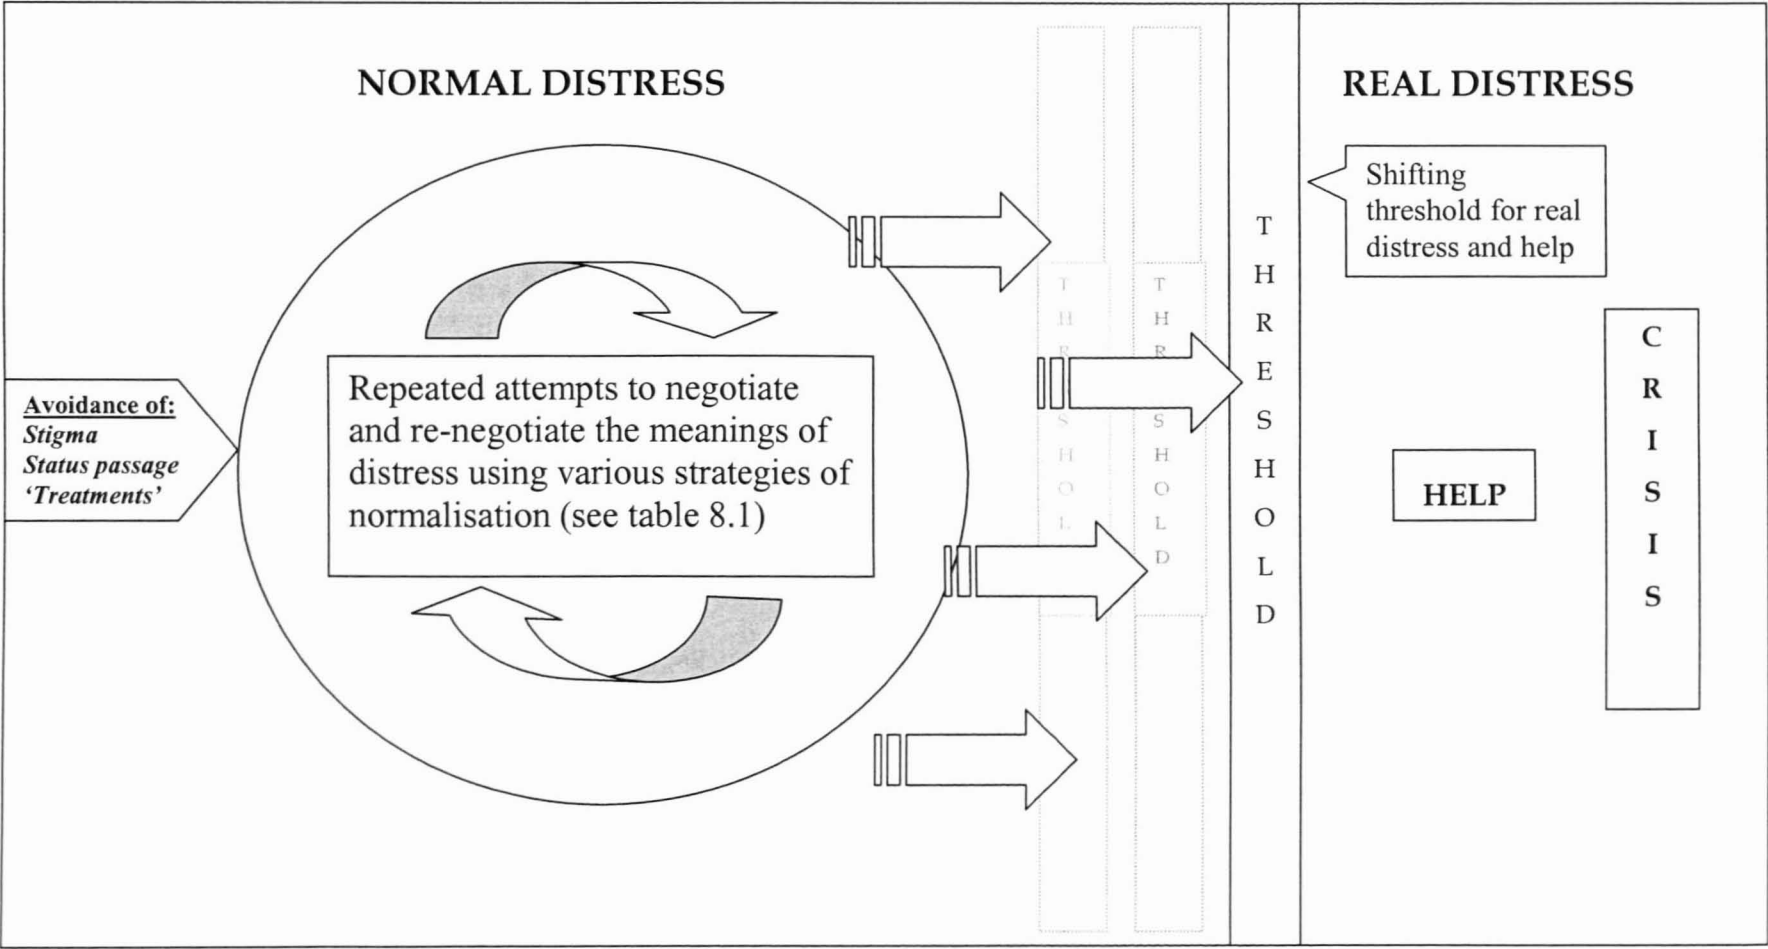 NORMAL DISTRESS
REAL DISTRESS
Shifting
threshold for real
distress and help
Avoidance of:
Stigma
Status passage
‘Treatments’
Repeated attempts to negotiate
and re-negotiate the meanings of
distress using various strategies of
normalisation (see table 8.1)
THRESHOLD
HELP
CRISIS